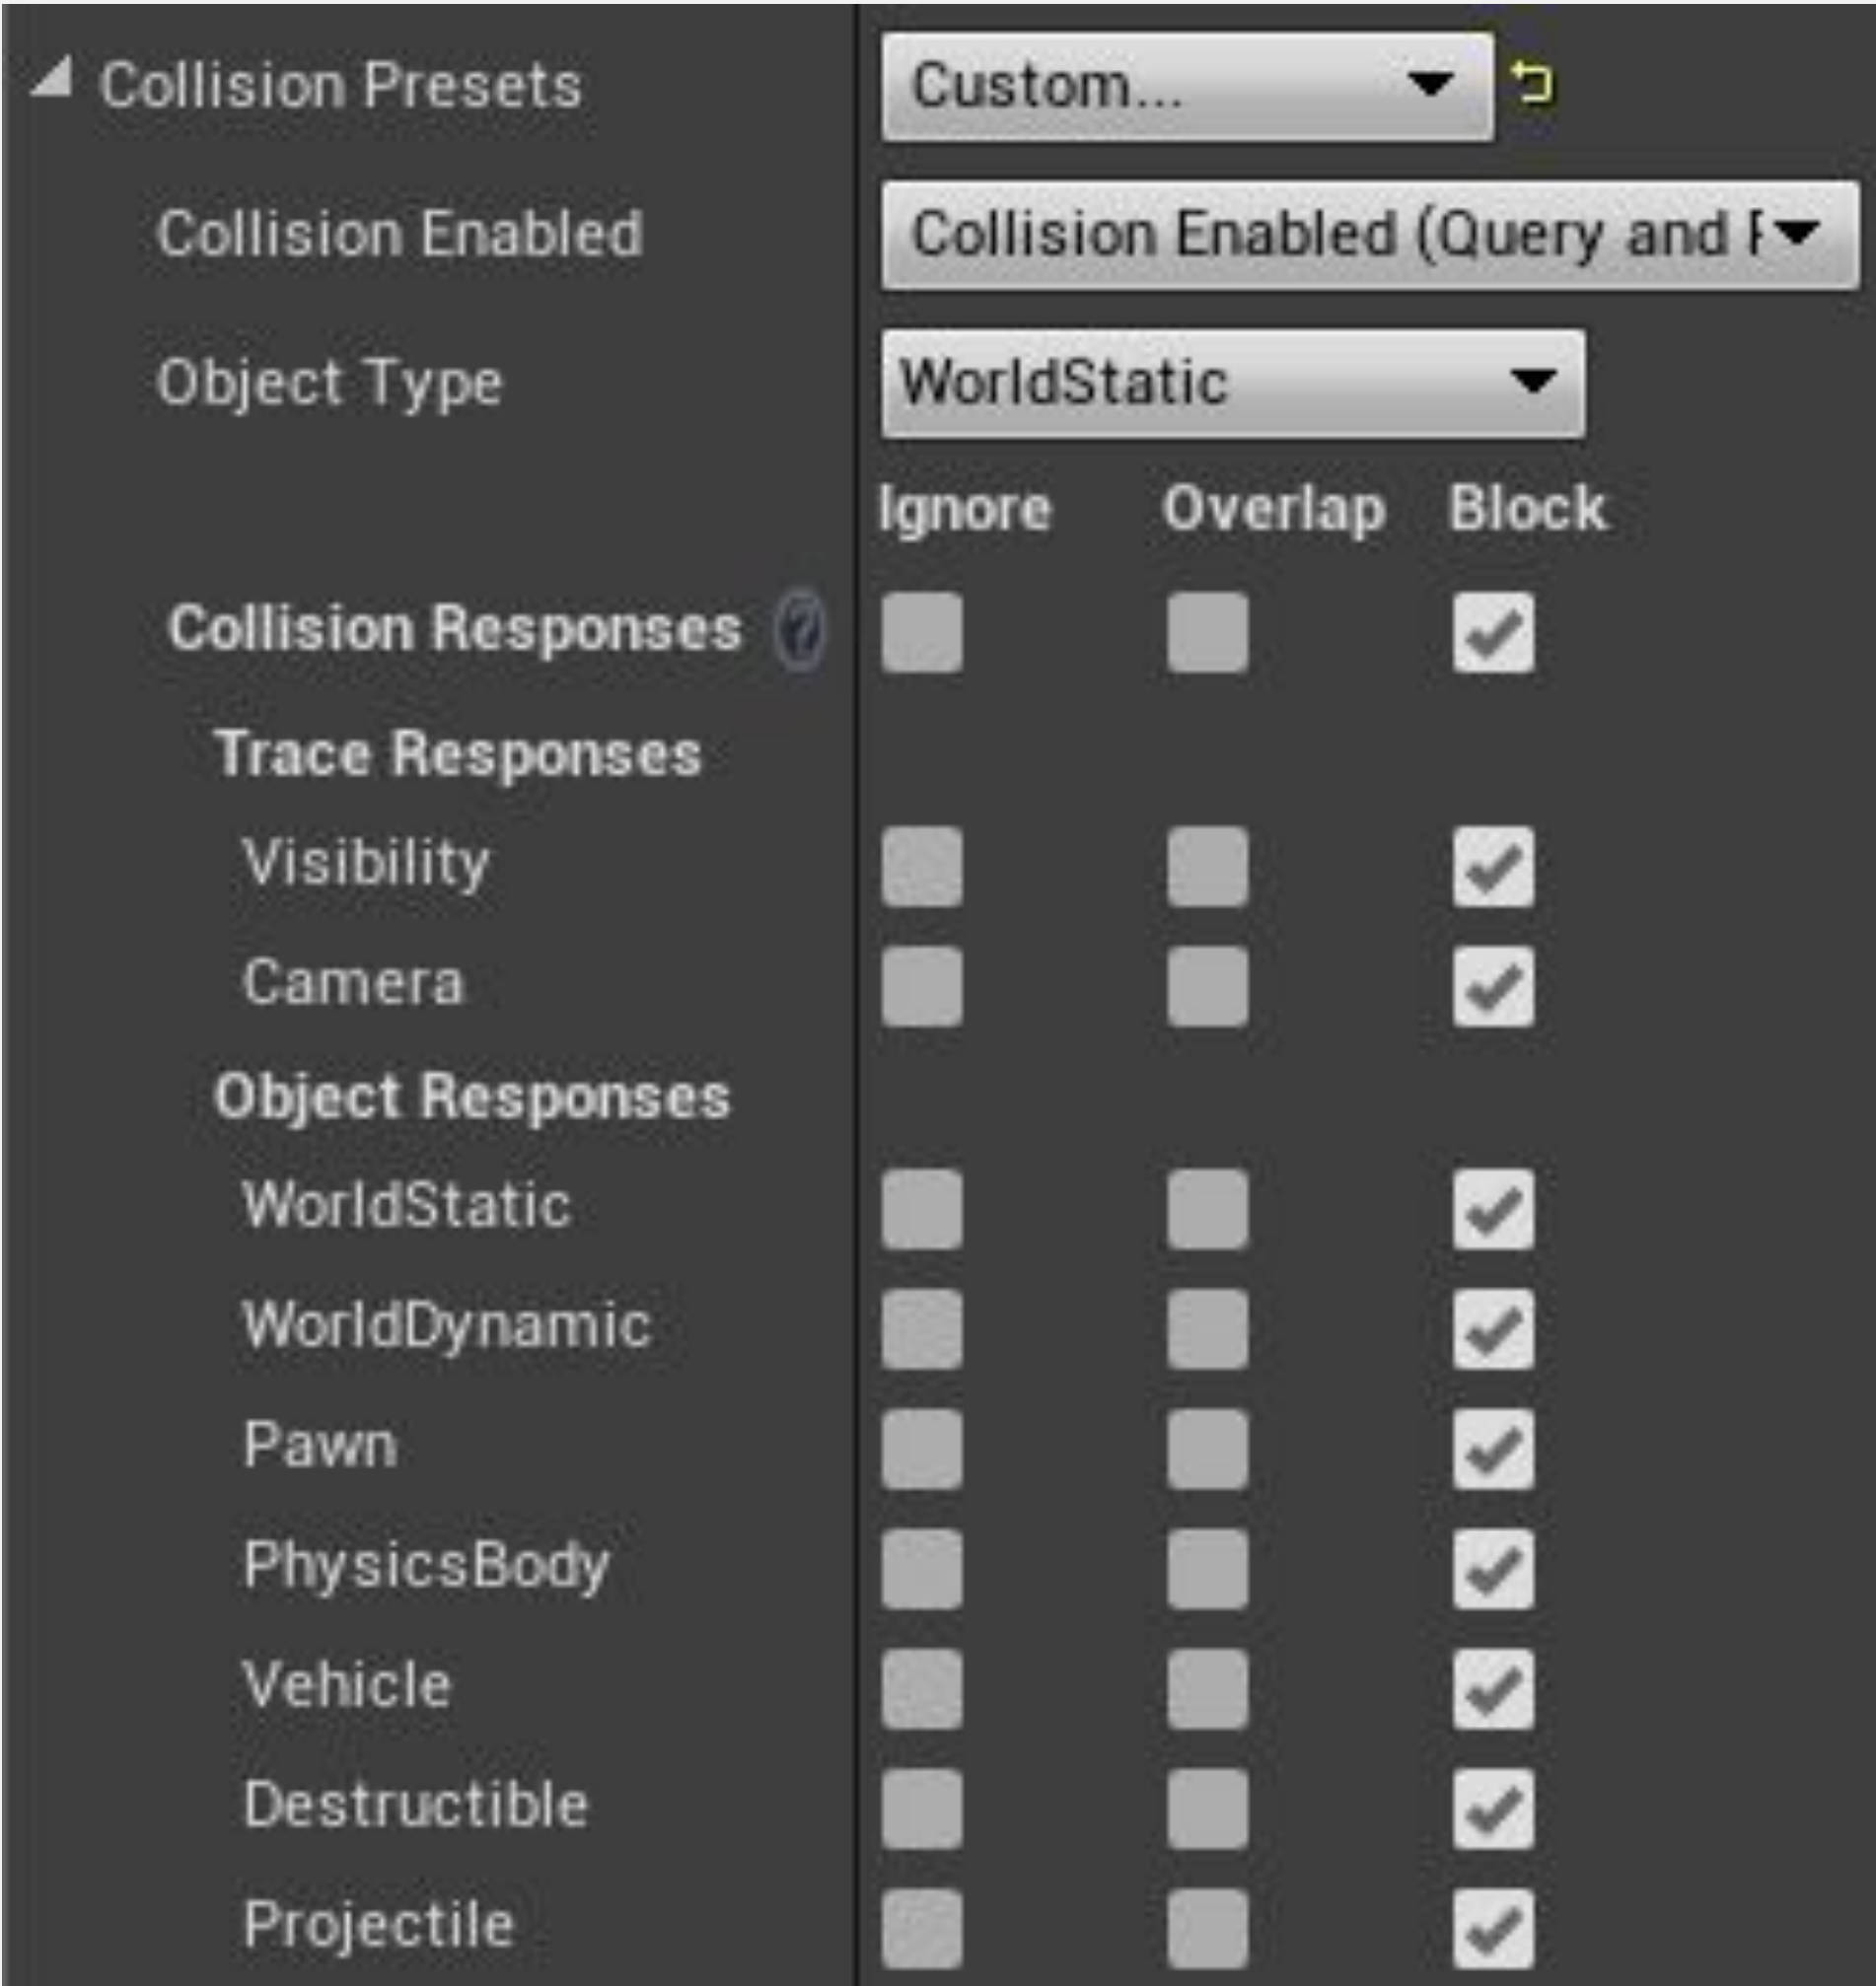 Collision Presets Custom...
Collision Enabled Collision Enabled (Query and
Object Type WorldStatic
Ignore Overlap Block
Collision Responses ?
Trace Responses
Visibility
Camera
Object Responses
WorldStatic
WorldDynamic
Pawn
PhysicsBody
Vehicle
Destructible
Projectile